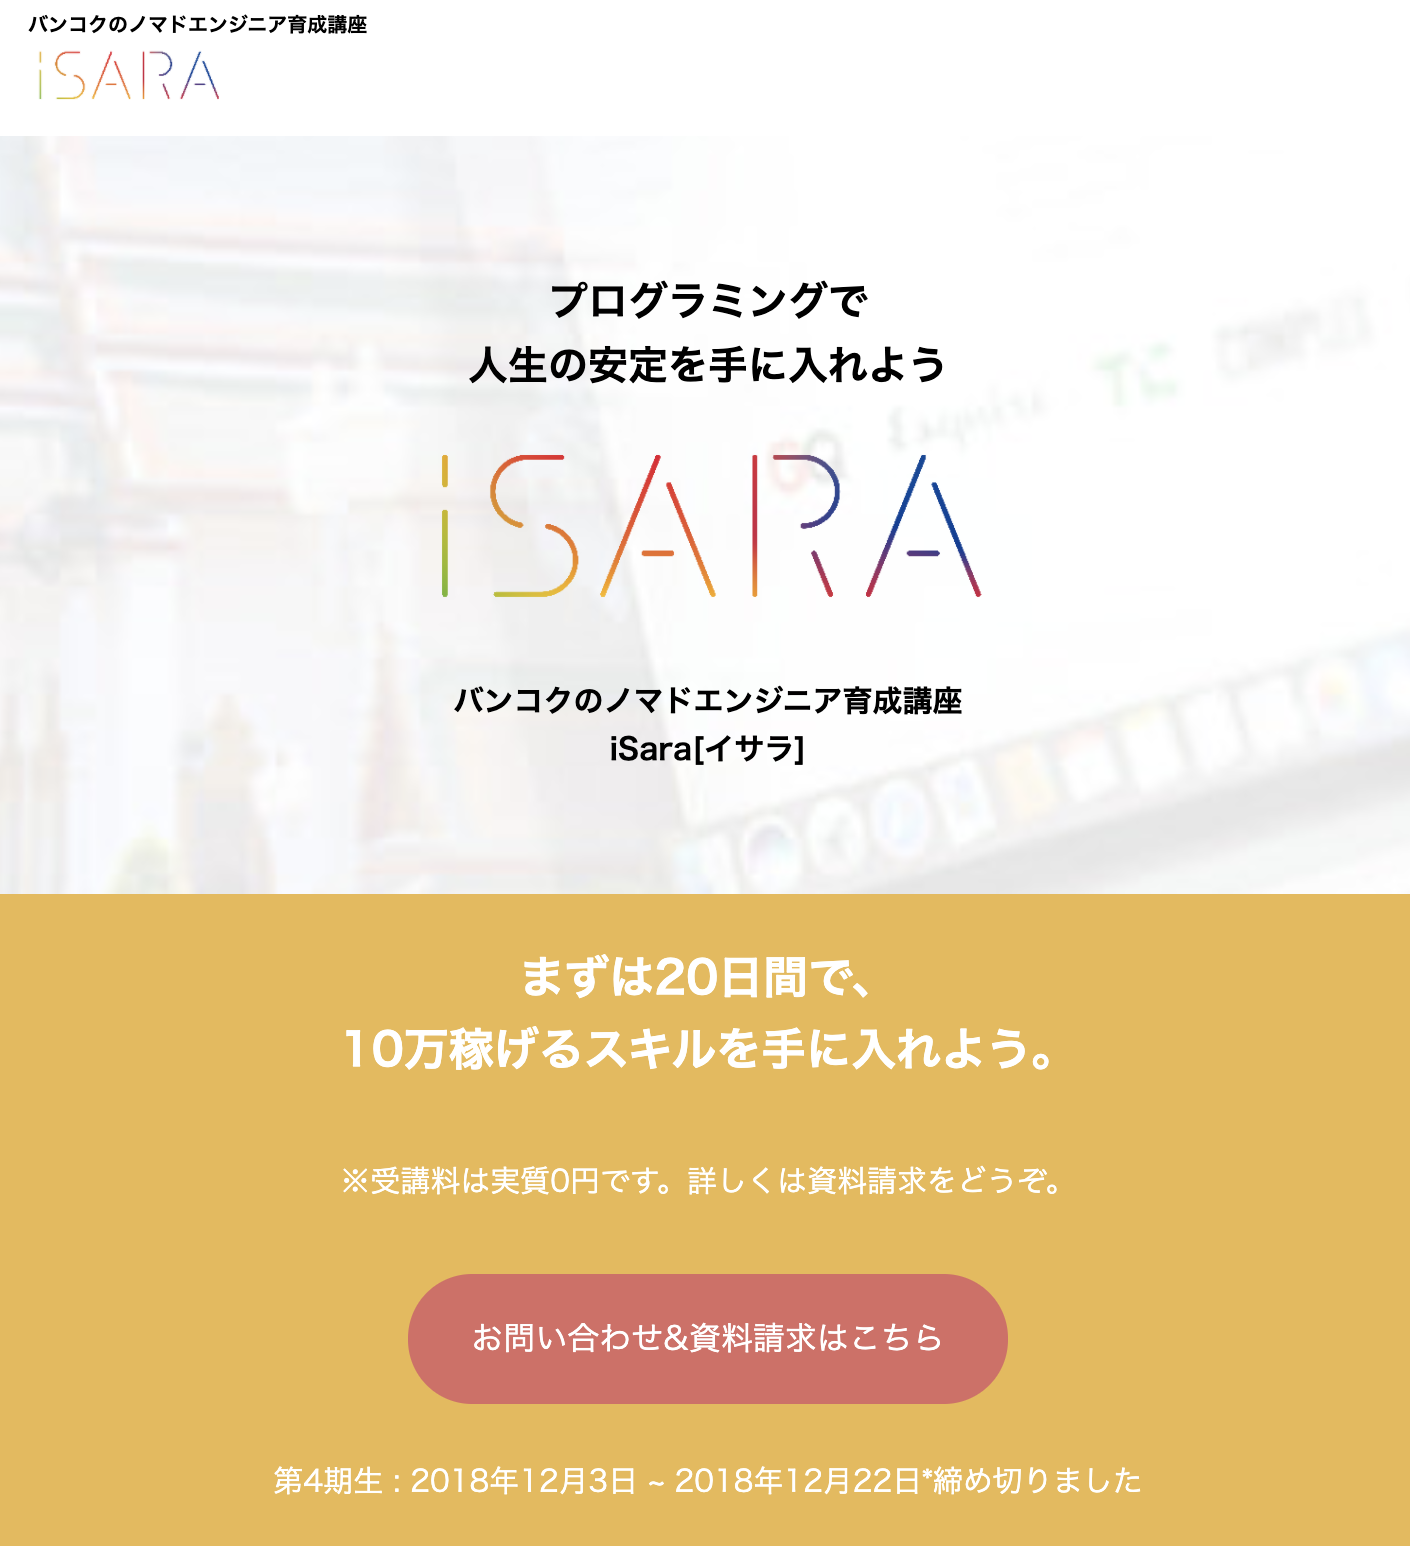 バンコクのノマドエンジニア育成講座
iSARA
プログラミングで
人生の安定を手に入れよう
GQ Esquire TC COMPLEX
iSARA
バンコクのノマドエンジニア育成講座
iSara[イサラ]
まずは20日間で、
10万稼げるスキルを手に入れよう。
※受講料は実質0円です。詳しくは資料請求をどうぞ。
お問い合わせ&資料請求はこちら
第4期生 : 2018年12月3日 ~ 2018年12月22日*締め切りました